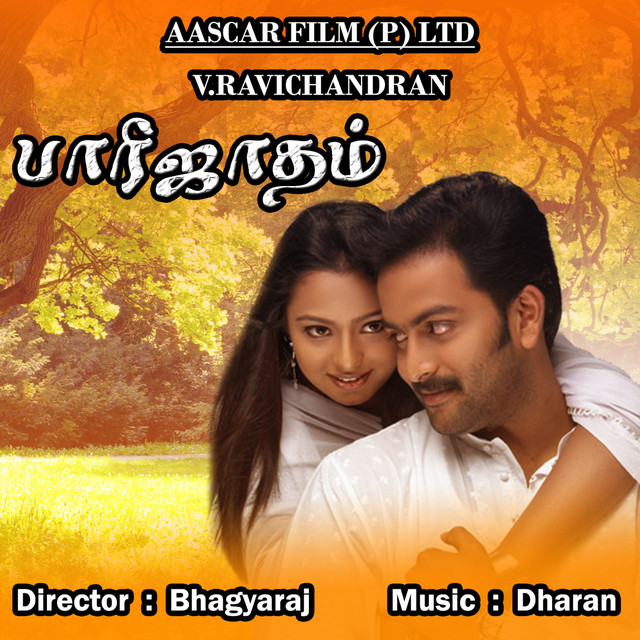 AASCAR FILM (P) LTD
V.RAVICHANDRAN
பாரிஜாதம்
Director : Bhagyaraj Music : Dharan